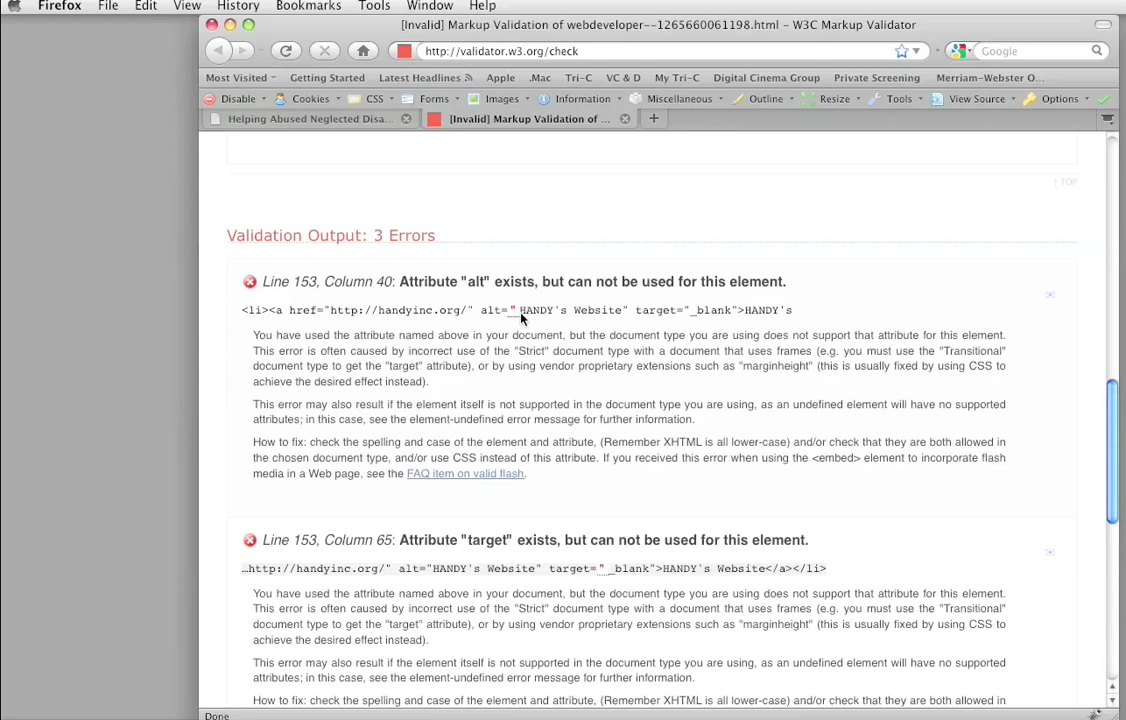 Firefox File Edit View History Bookmarks Tools Window Help
[Invalid] Markup Validation of webdeveloper--1265660061198.html – W3C Markup Validator
http://validator.w3.org/check
Google
Most Visited Getting Started Latest Headlines Apple .Mac Tri-C VC & D My Tri-C Digital Cinema Group Private Screening Merriam-Webster O...
Disable Cookies CSS Forms Images Information Miscellaneous Outline Resize Tools View Source Options
Helping Abused Neglected Disa... [Invalid] Markup Validation of ...
↑ TOP
Validation Output: 3 Errors
Line 153, Column 40: Attribute "alt" exists, but can not be used for this element.
<li><a href="http://handyinc.org/" alt="HANDY's Website" target="_blank">HANDY's
You have used the attribute named above in your document, but the document type you are using does not support that attribute for this element.
This error is often caused by incorrect use of the "Strict" document type with a document that uses frames (e.g. you must use the "Transitional"
document type to get the "target" attribute), or by using vendor proprietary extensions such as "marginheight" (this is usually fixed by using CSS to
achieve the desired effect instead).
This error may also result if the element itself is not supported in the document type you are using, as an undefined element will have no supported
attributes; in this case, see the element-undefined error message for further information.
How to fix: check the spelling and case of the element and attribute, (Remember XHTML is all lower-case) and/or check that they are both allowed in
the chosen document type, and/or use CSS instead of this attribute. If you received this error when using the <embed> element to incorporate flash
media in a Web page, see the FAQ item on valid flash.
Line 153, Column 65: Attribute "target" exists, but can not be used for this element.
…http://handyinc.org/" alt="HANDY's Website" target="_blank">HANDY's Website</a></li>
You have used the attribute named above in your document, but the document type you are using does not support that attribute for this element.
This error is often caused by incorrect use of the "Strict" document type with a document that uses frames (e.g. you must use the "Transitional"
document type to get the "target" attribute), or by using vendor proprietary extensions such as "marginheight" (this is usually fixed by using CSS to
achieve the desired effect instead).
This error may also result if the element itself is not supported in the document type you are using, as an undefined element will have no supported
attributes; in this case, see the element-undefined error message for further information.
How to fix: check the spelling and case of the element and attribute, (Remember XHTML is all lower-case) and/or check that they are both allowed in
Done